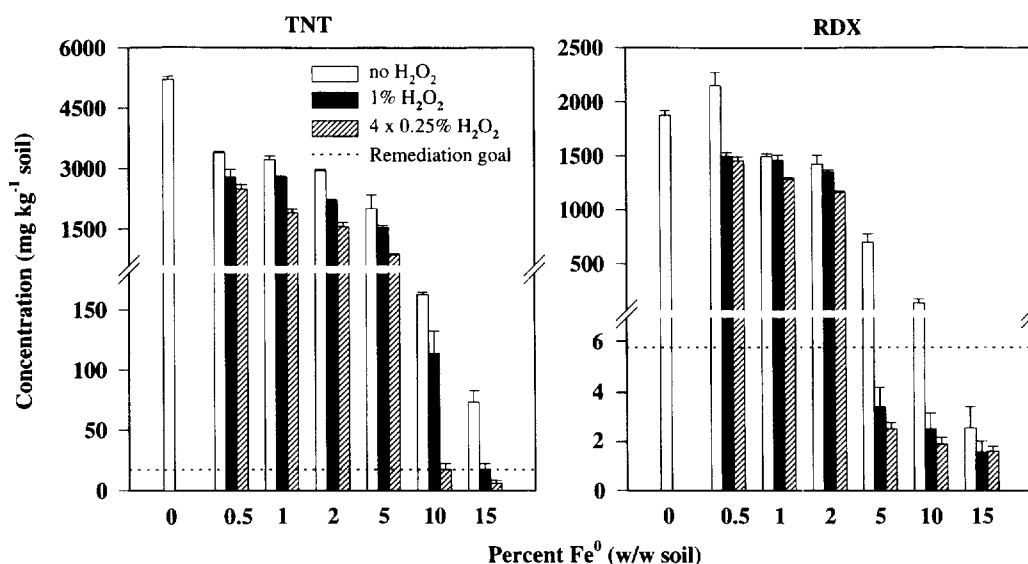 TNT
RDX
Concentration (mg kg⁻¹ soil)
6000
4500
3000
1500
150
100
50
0
no H₂O₂
1% H₂O₂
4 x 0.25% H₂O₂
Remediation goal
0 0.5 1 2 5 10 15
2500
2000
1500
1000
500
6
4
2
0
0 0.5 1 2 5 10 15
Percent Fe⁰ (w/w soil)